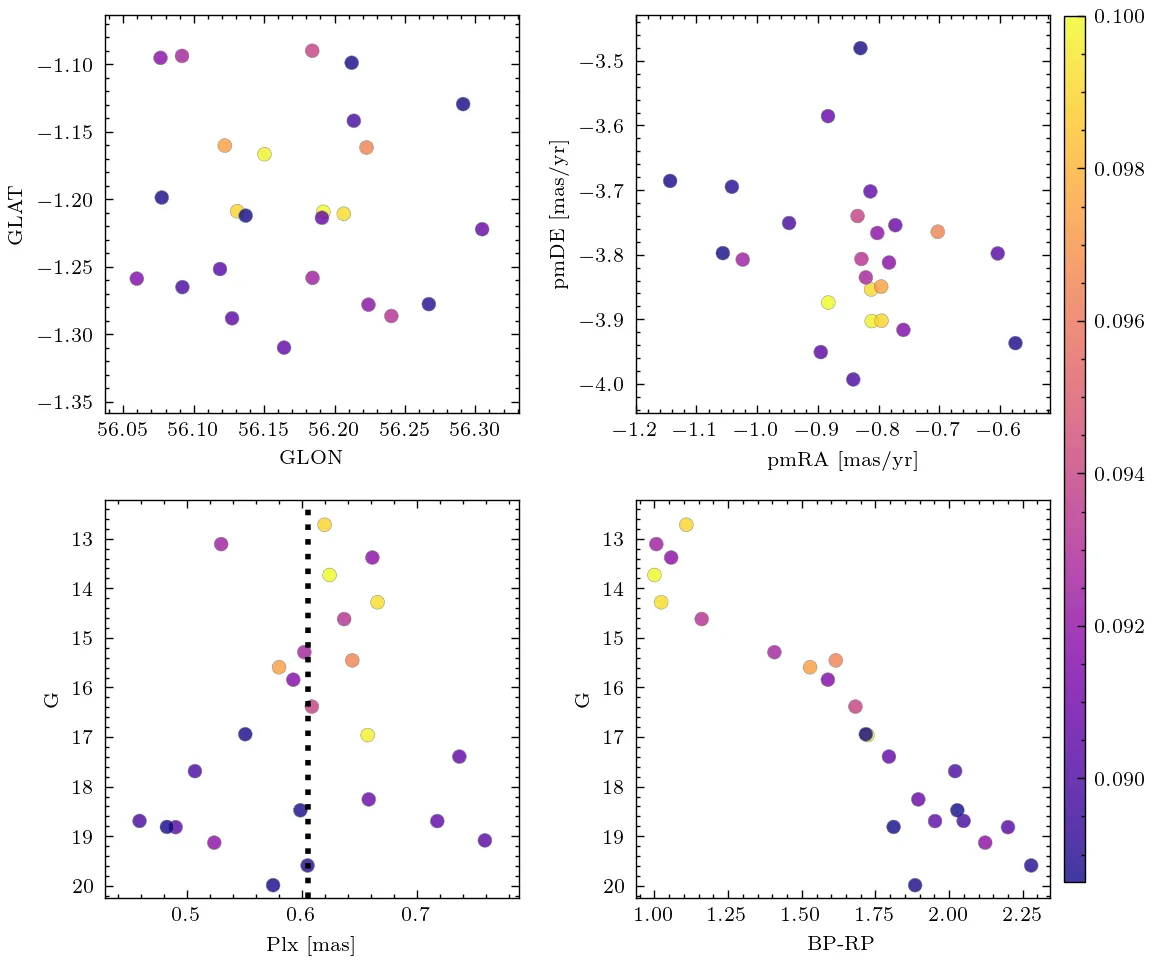 −1.10
−1.15
−1.20
−1.25
−1.30
−1.35
GLAT
56.05 56.10 56.15 56.20 56.25 56.30
GLON
−3.5
−3.6
−3.7
−3.8
−3.9
−4.0
pmDE [mas/yr]
−1.2 −1.1 −1.0 −0.9 −0.8 −0.7 −0.6
pmRA [mas/yr]
0.100
0.098
0.096
0.094
0.092
0.090
13
14
15
16
17
18
19
20
G
0.5 0.6 0.7
Plx [mas]
13
14
15
16
17
18
19
20
G
1.00 1.25 1.50 1.75 2.00 2.25
BP-RP